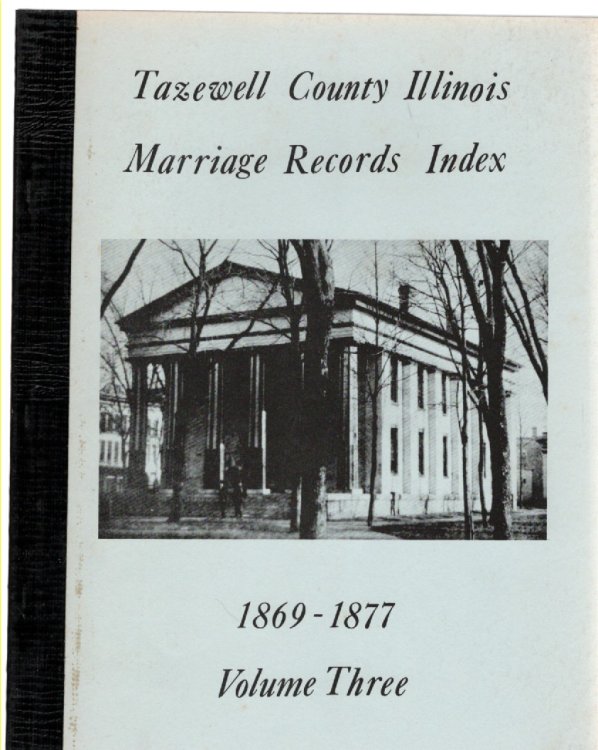 Tazewell County Illinois
Marriage Records Index
1869-1877
Volume Three